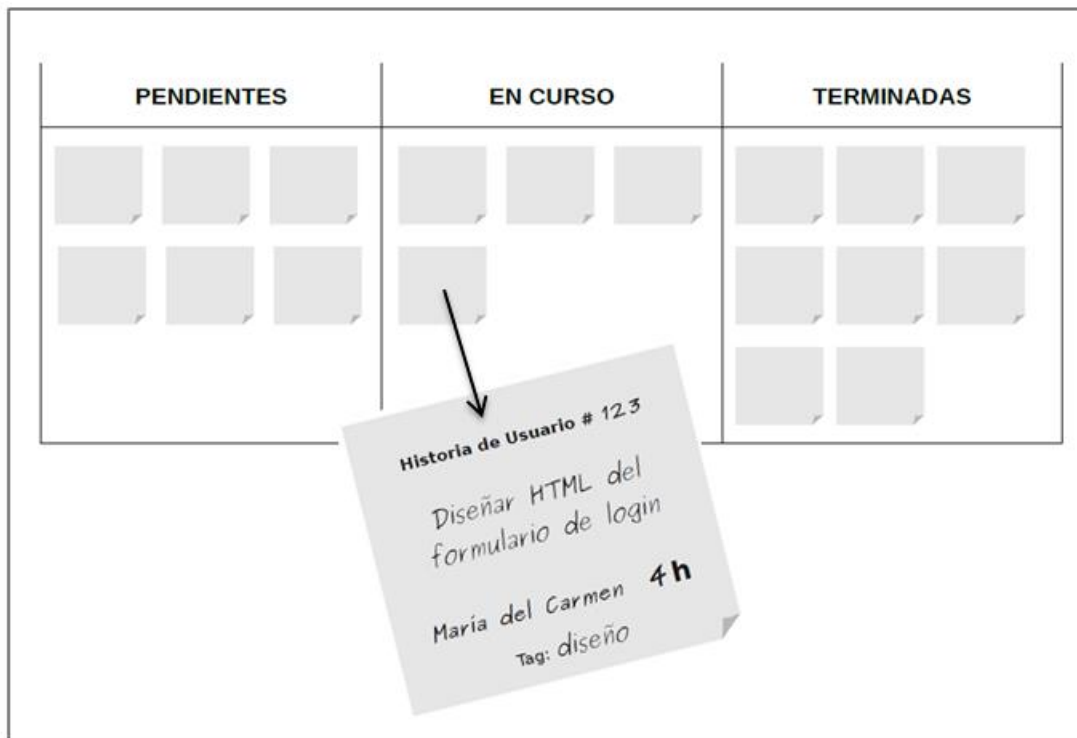 PENDIENTES
EN CURSO
TERMINADAS
Historia de Usuario # 123
Diseñar HTML del
formulario de login
María del Carmen 4h
Tag: diseño